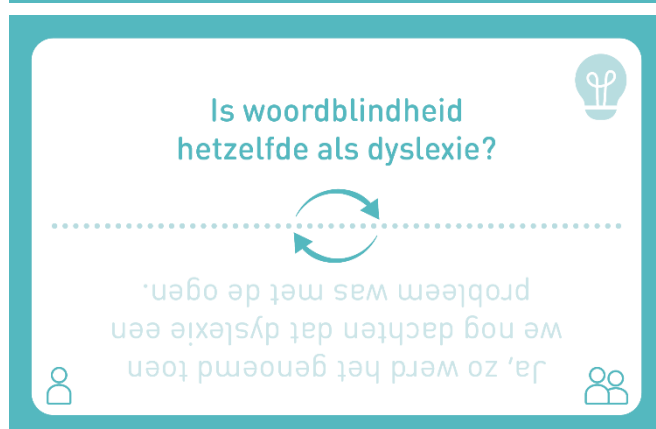 Is woordblindheid
hetzelfde als dyslexie?
Ja, zo werd het genoemd toen
we nog dachten dat dyslexie een
probleem was met de ogen.